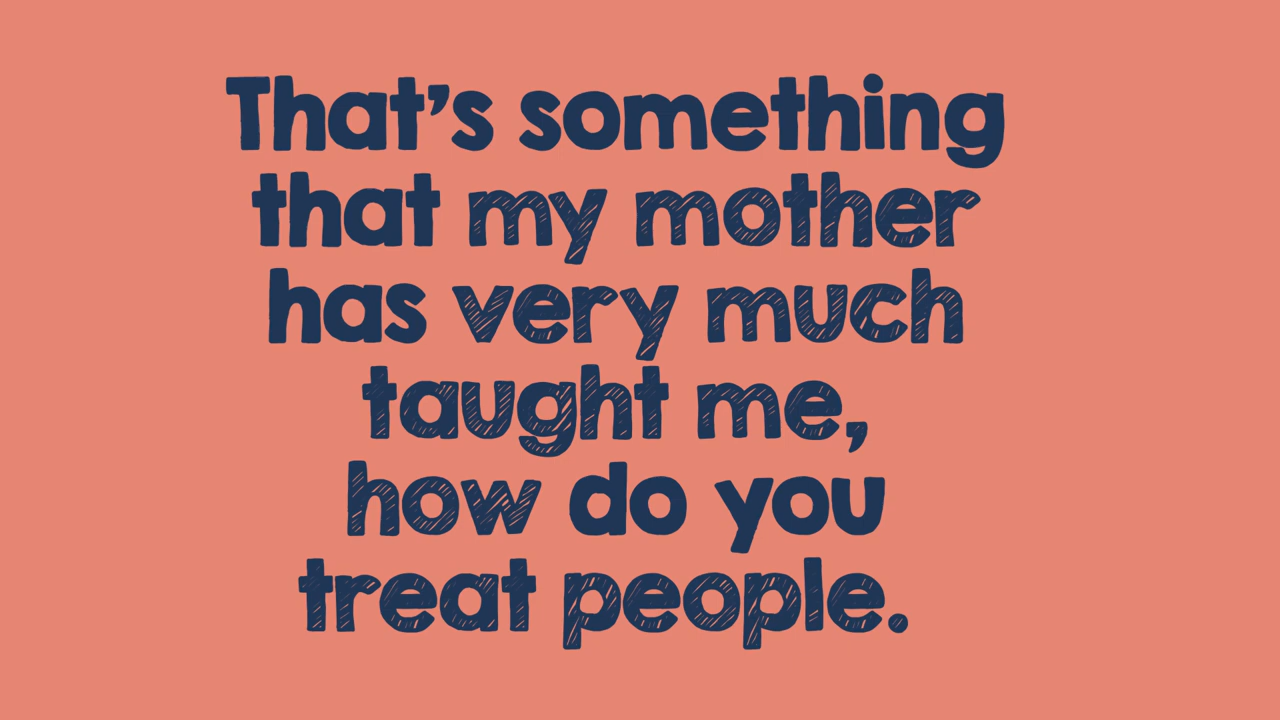 That’s something
that my mother
has very much
taught me,
how do you
treat people.